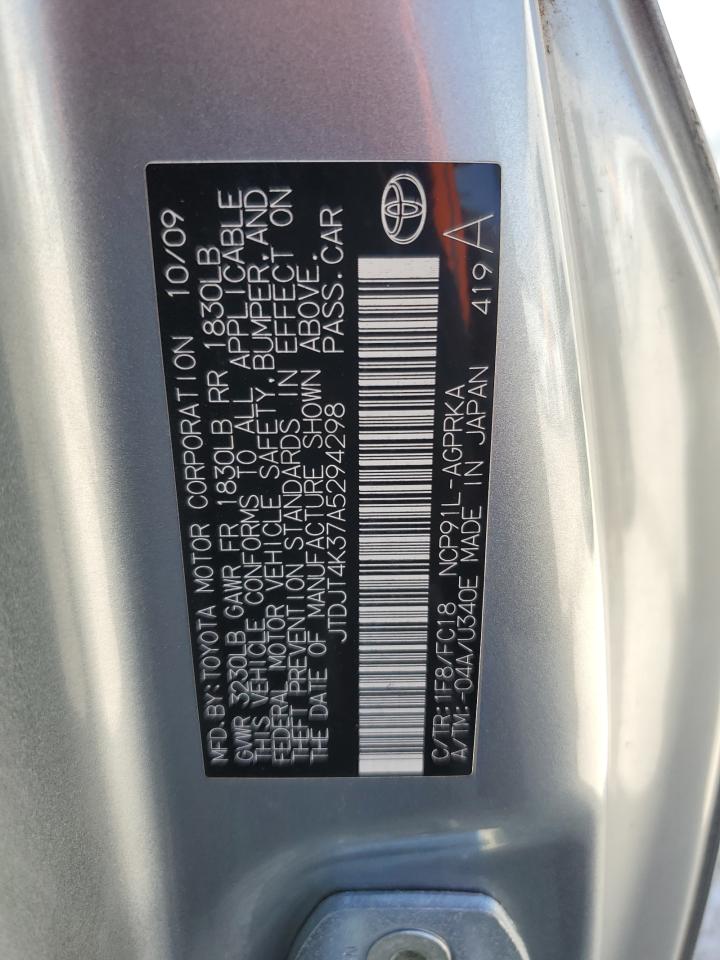 MFD.BY:TOYOTA MOTOR CORPORATION 10/09
GVWR 3230LB GAWR FR 1830LB RR 1830LB
THIS VEHICLE CONFORMS TO ALL APPLICABLE
FEDERAL MOTOR VEHICLE SAFETY,BUMPER,AND
THEFT PREVENTION STANDARDS IN EFFECT ON
THE DATE OF MANUFACTURE SHOWN ABOVE.
JTDJT4K37A5294298 PASS.CAR
C/TR:1F8/FC18 NCP91L-AGPRKA
A/TM:-04A/U340E MADE IN JAPAN 419 A